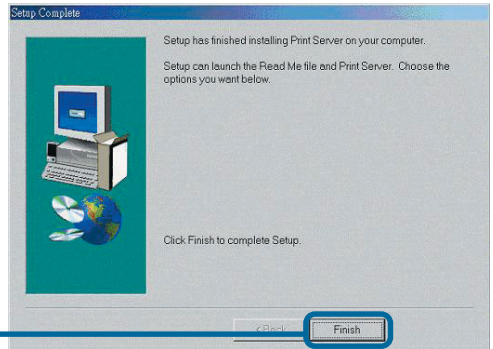 Setup Complete
Setup has finished installing Print Server on your computer.
Setup can launch the Read Me file and Print Server. Choose the
options you want below.
Click Finish to complete Setup.
< Back
Finish